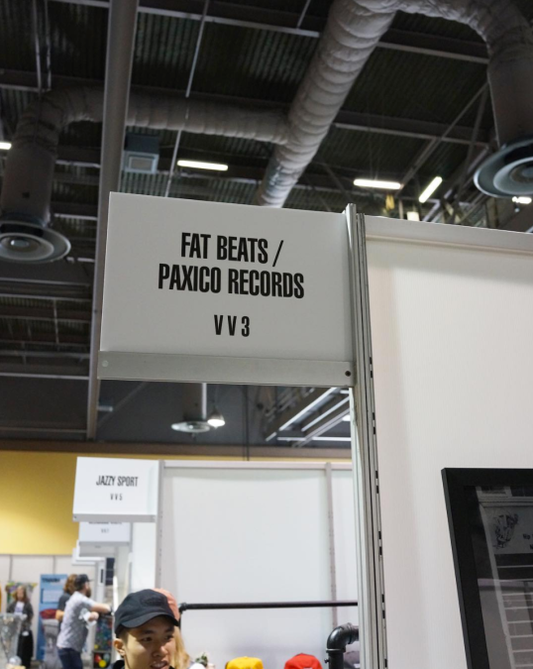 FAT BEATS /
PAXICO RECORDS
VV3
JAZZY SPORT